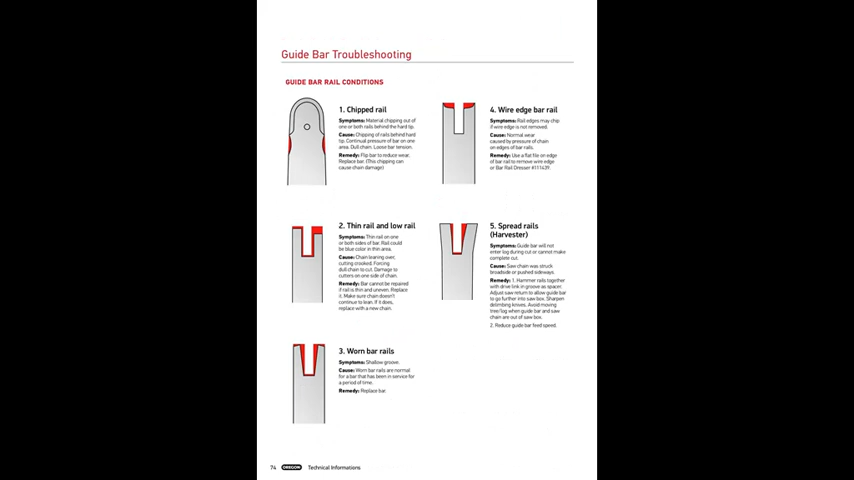 Guide Bar Troubleshooting
GUIDE BAR RAIL CONDITIONS
1. Chipped rail
Symptoms: Material chipping out of
one or both rails behind the hard tip.
Cause: Chipping of rails behind hard
tip. Continual pressure of bar on one
area. Dull chain. Loose bar tension.
Remedy: Flip bar to reduce wear.
Replace bar. (This chipping can
cause chain damage)
2. Thin rail and low rail
Symptoms: Thin rail on one
or both sides of bar. Rail could
be blue color in thin area.
Cause: Chain leaning over,
cutting crooked. Forcing
dull chain to cut. Damage to
cutters on one side of chain.
Remedy: Bar cannot be repaired
if rail is thin and uneven. Replace
it. Make sure chain doesn't
continue to lean. If it does,
replace with a new chain.
3. Worn bar rails
Symptoms: Shallow groove.
Cause: Worn bar rails are normal
for a bar that has been in service for
a period of time.
Remedy: Replace bar.
4. Wire edge bar rail
Symptoms: Rail edges may chip
if wire edge is not removed.
Cause: Normal wear
caused by pressure of chain
on edges of bar rails.
Remedy: Use a flat file on edge
of bar rail to remove wire edge
or Bar Rail Dresser #111439.
5. Spread rails
(Harvester)
Symptoms: Guide bar will not
enter log during cut or cannot make
complete cut.
Cause: Saw chain was struck
broadside or pushed sideways.
Remedy: 1. Hammer rails together
with drive link in groove as spacer.
Adjust saw return to allow guide bar
to go further into saw box. Sharpen
delimbing knives. Avoid moving
tree/log when guide bar and saw
chain are out of saw box.
2. Reduce guide bar feed speed.
74 OREGON Technical Informations